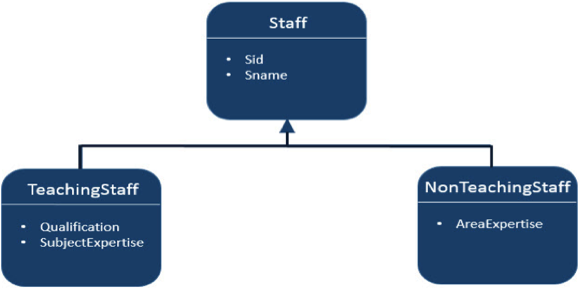 Staff
• Sid
• Sname
TeachingStaff
• Qualification
• SubjectExpertise
NonTeachingStaff
• AreaExpertise